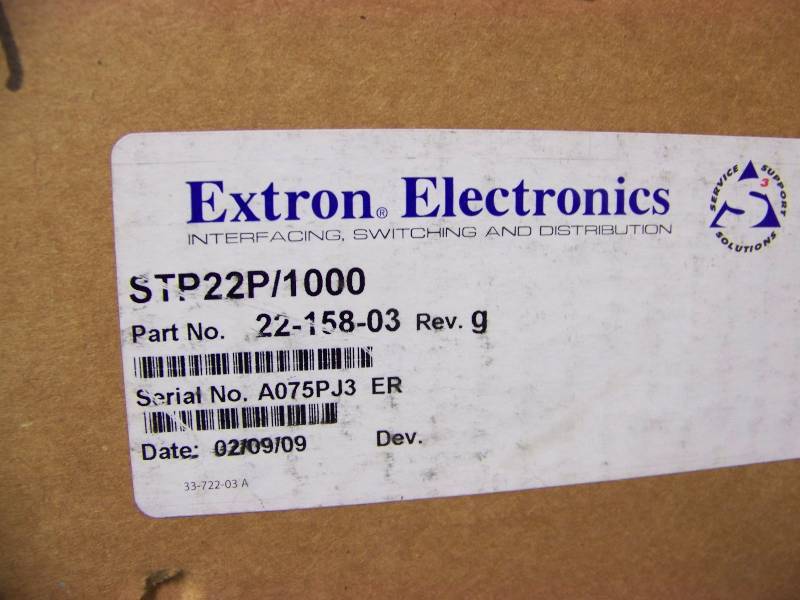 Extron® Electronics
INTERFACING, SWITCHING AND DISTRIBUTION
SERVICE SUPPORT SOLUTIONS
3
STP22P/1000
Part No. 22-158-03 Rev. g
Serial No. A075PJ3 ER
Date: 02/09/09 Dev.
33-722-03 A